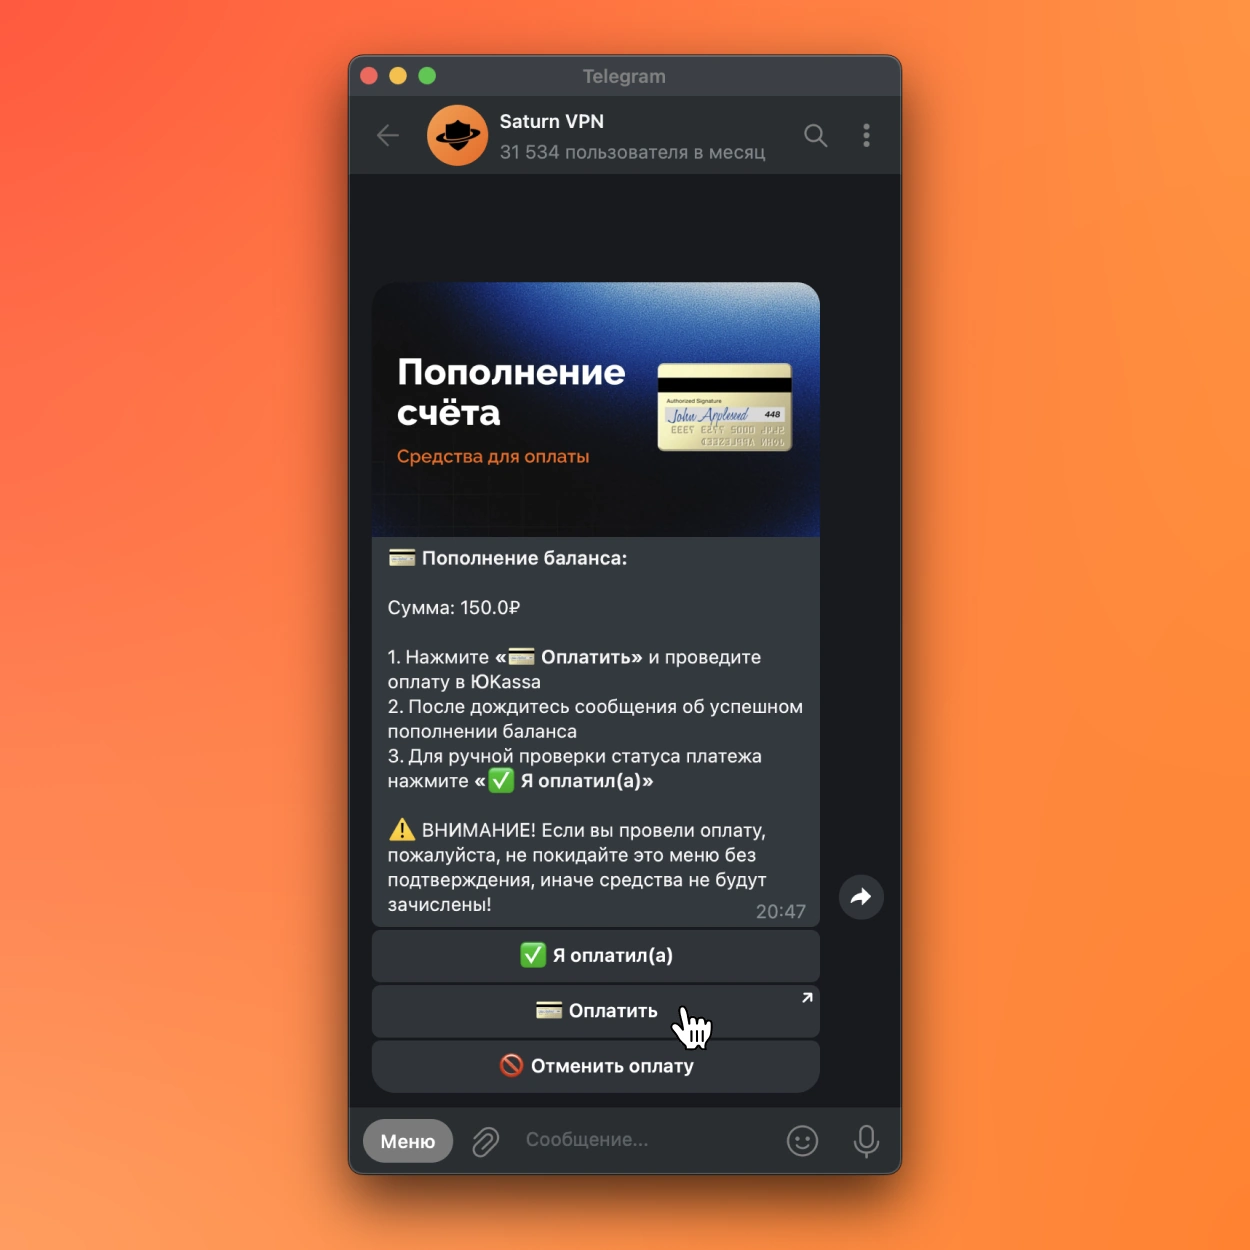 Telegram
Saturn VPN
31 534 пользователя в месяц
Пополнение
счёта
Средства для оплаты
Authorized Signature
John Appleseed 448
Пополнение баланса:
Сумма: 150.0₽
1. Нажмите «💳 Оплатить» и проведите
оплату в ЮKassa
2. После дождитесь сообщения об успешном
пополнении баланса
3. Для ручной проверки статуса платежа
нажмите «✅ Я оплатил(а)»
⚠️ ВНИМАНИЕ! Если вы провели оплату,
пожалуйста, не покидайте это меню без
подтверждения, иначе средства не будут
зачислены!
20:47
✅ Я оплатил(а)
💳 Оплатить
🚫 Отменить оплату
Меню
Сообщение...